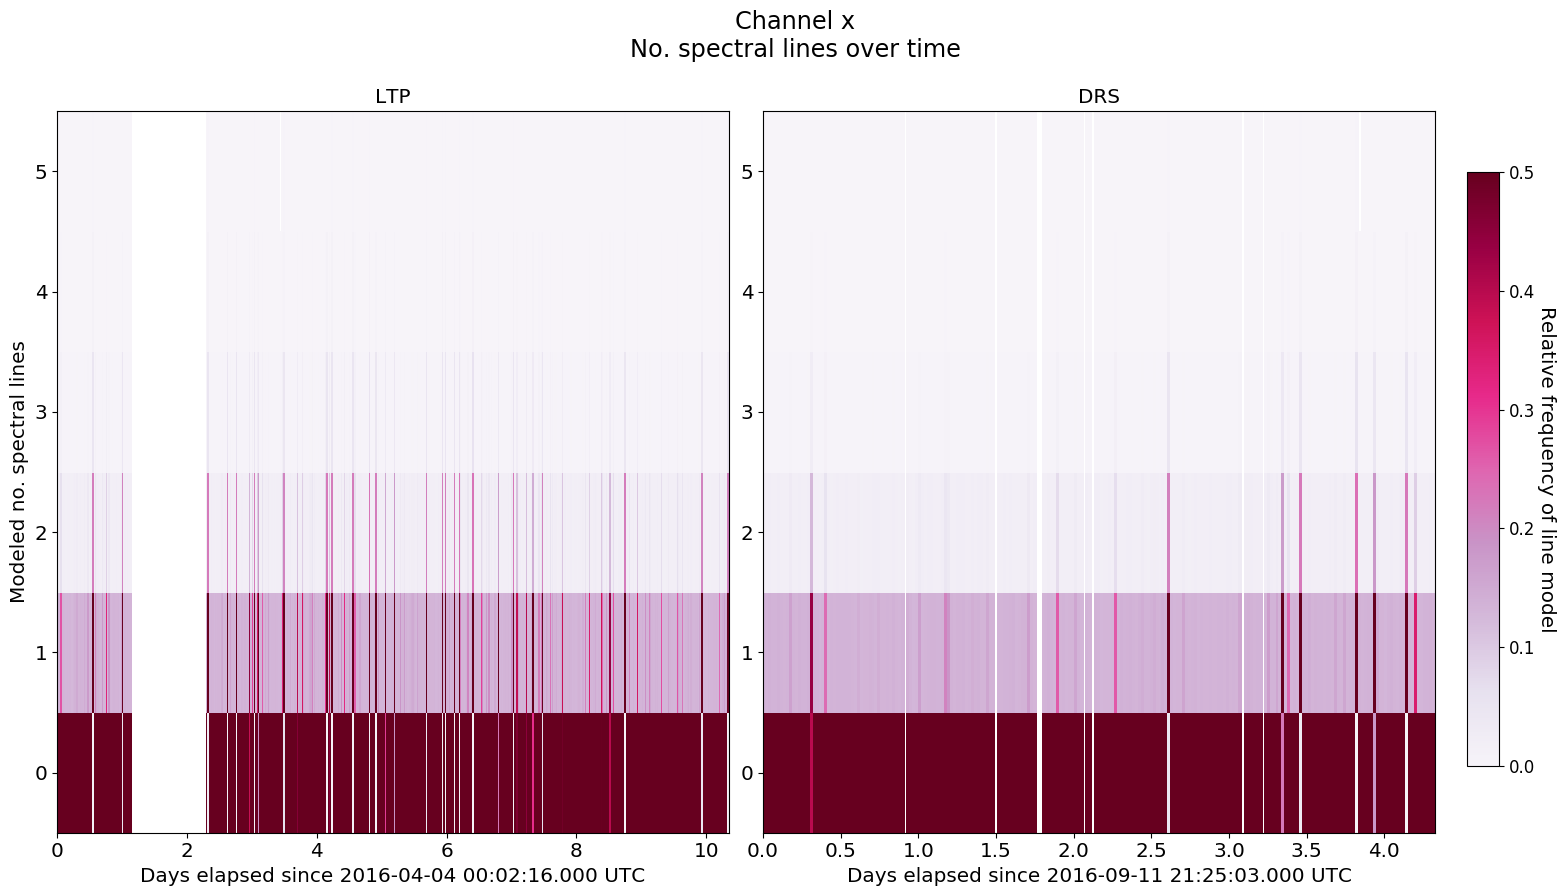 Channel x
No. spectral lines over time
LTP
DRS
Modeled no. spectral lines
5
4
3
2
1
0
0 2 4 6 8 10
Days elapsed since 2016-04-04 00:02:16.000 UTC
5
4
3
2
1
0
0.0 0.5 1.0 1.5 2.0 2.5 3.0 3.5 4.0
Days elapsed since 2016-09-11 21:25:03.000 UTC
0.5
0.4
0.3
0.2
0.1
0.0
Relative frequency of line model